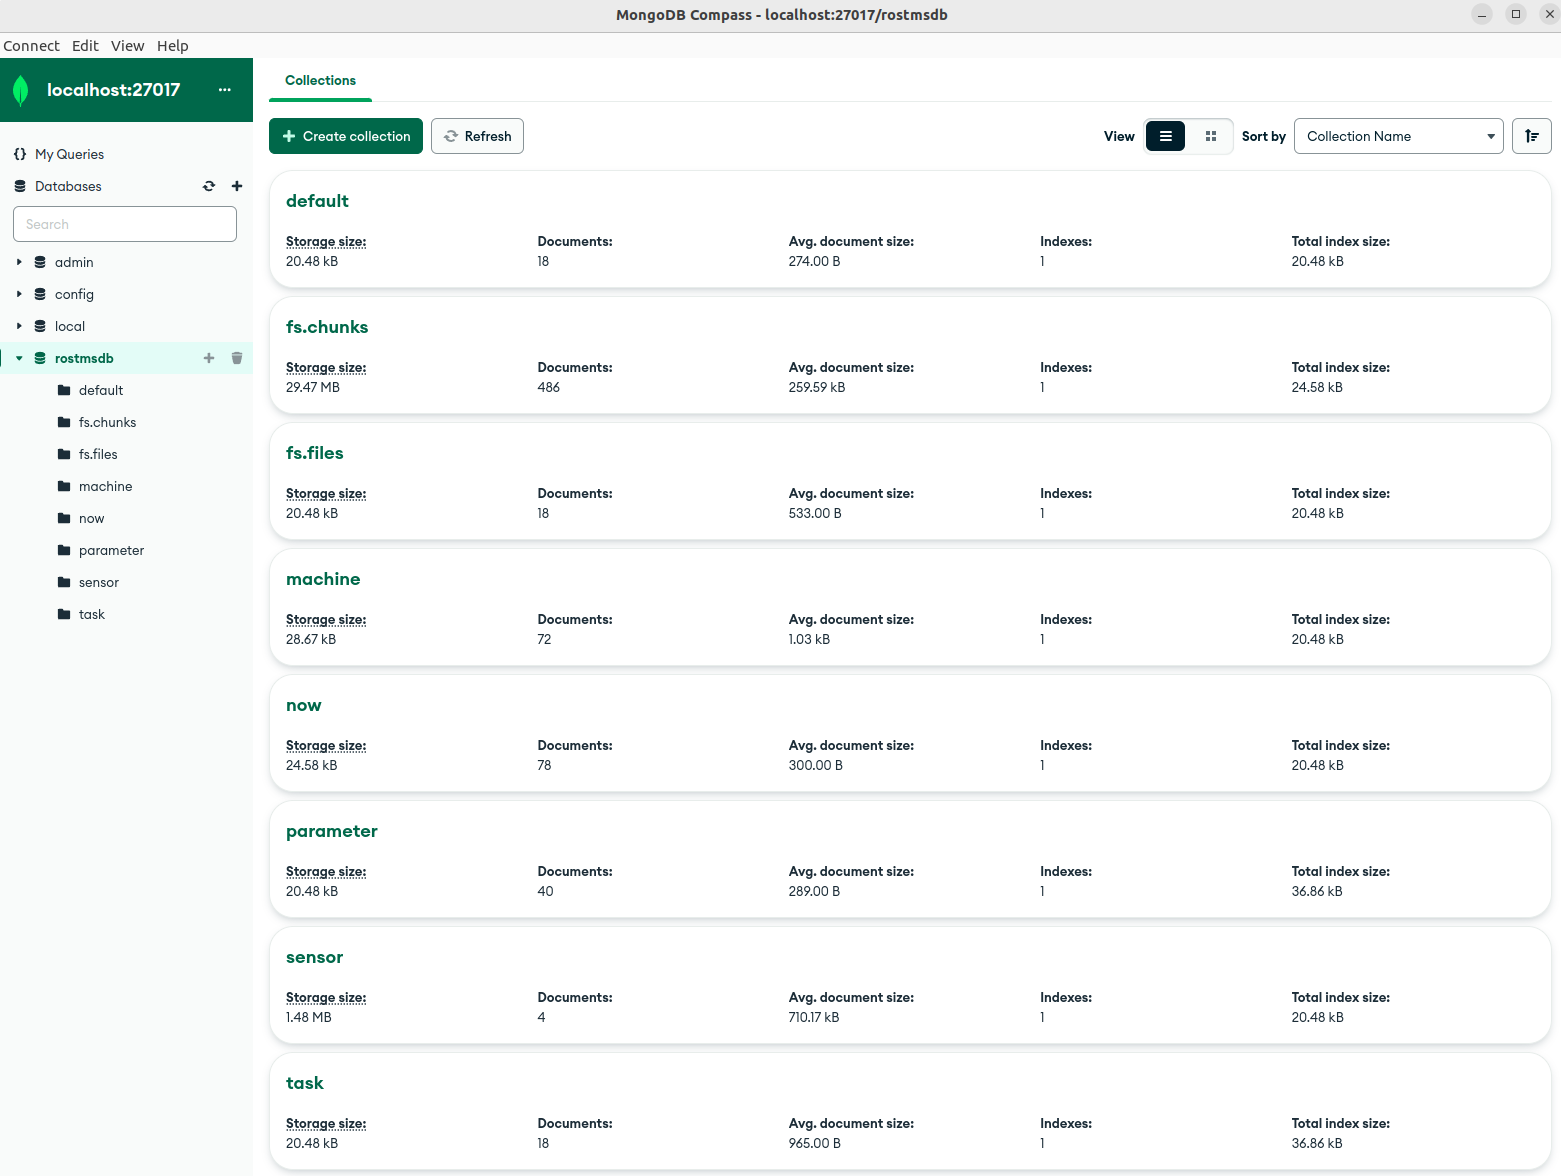 MongoDB Compass - localhost:27017/rostmsdb
Connect Edit View Help
localhost:27017 ...
My Queries
Databases
Search
admin
config
local
rostmsdb
default
fs.chunks
fs.files
machine
now
parameter
sensor
task
Collections
Create collection Refresh View Sort by Collection Name
default
Storage size: Documents: Avg. document size: Indexes: Total index size:
20.48 kB 18 274.00 B 1 20.48 kB
fs.chunks
Storage size: Documents: Avg. document size: Indexes: Total index size:
29.47 MB 486 259.59 kB 1 24.58 kB
fs.files
Storage size: Documents: Avg. document size: Indexes: Total index size:
20.48 kB 18 533.00 B 1 20.48 kB
machine
Storage size: Documents: Avg. document size: Indexes: Total index size:
28.67 kB 72 1.03 kB 1 20.48 kB
now
Storage size: Documents: Avg. document size: Indexes: Total index size:
24.58 kB 78 300.00 B 1 20.48 kB
parameter
Storage size: Documents: Avg. document size: Indexes: Total index size:
20.48 kB 40 289.00 B 1 36.86 kB
sensor
Storage size: Documents: Avg. document size: Indexes: Total index size:
1.48 MB 4 710.17 kB 1 20.48 kB
task
Storage size: Documents: Avg. document size: Indexes: Total index size:
20.48 kB 18 965.00 B 1 36.86 kB